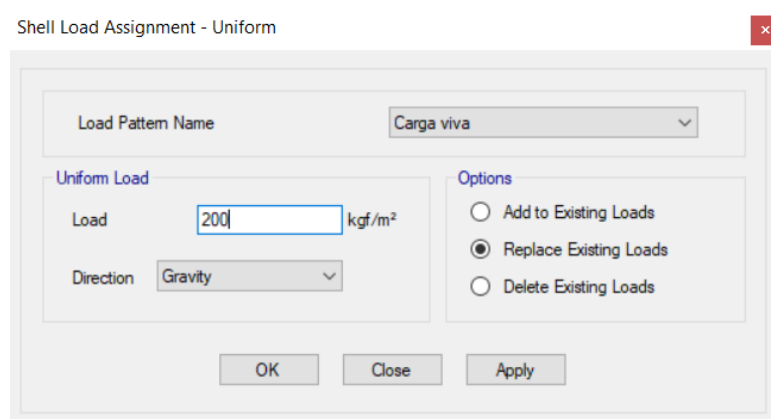 Shell Load Assignment - Uniform
Load Pattern Name
Carga viva
Uniform Load
Load
200
kgf/m²
Direction
Gravity
Options
Add to Existing Loads
Replace Existing Loads
Delete Existing Loads
OK
Close
Apply